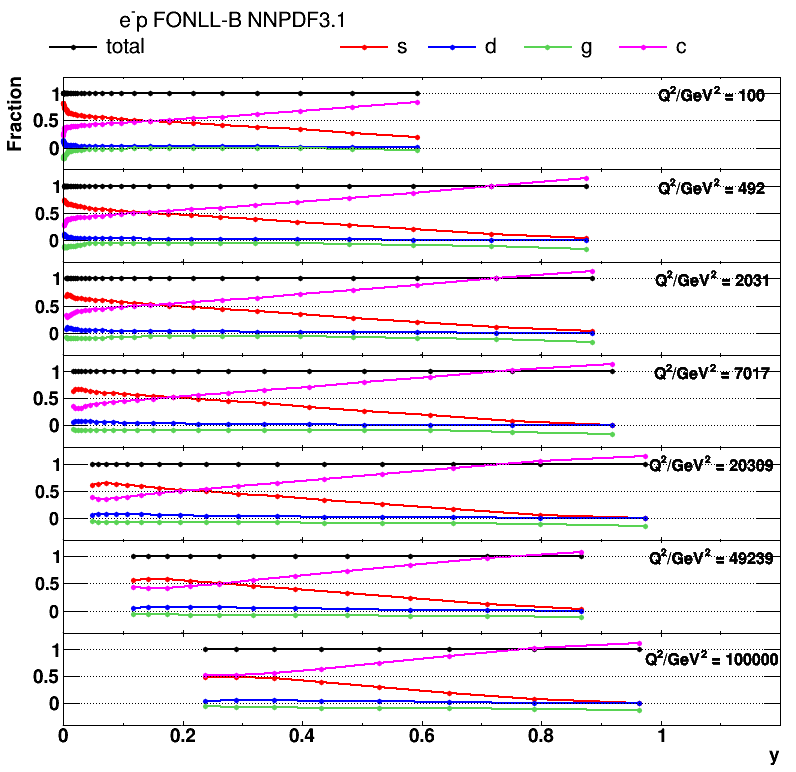 e⁻p FONLL-B NNPDF3.1
total s d g c
Fraction
Q²/GeV² = 100
1
0.5
0
Q²/GeV² = 492
1
0.5
0
Q²/GeV² = 2031
1
0.5
0
Q²/GeV² = 7017
1
0.5
0
Q²/GeV² = 20309
1
0.5
0
Q²/GeV² = 49239
1
0.5
0
Q²/GeV² = 100000
1
0.5
0
0 0.2 0.4 0.6 0.8 1
y